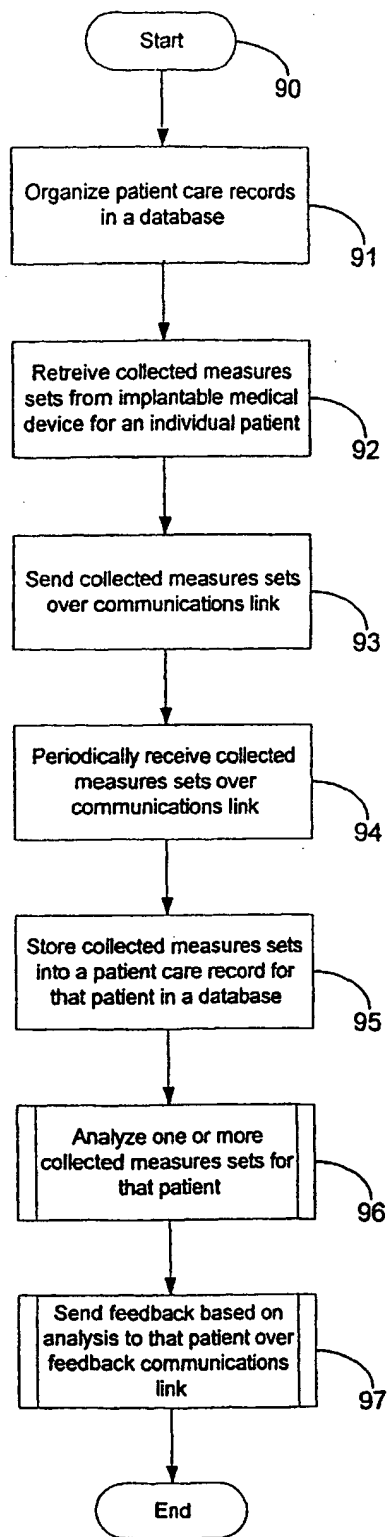 Start
90
Organize patient care records
in a database
91
Retreive collected measures
sets from implantable medical
device for an individual patient
92
Send collected measures sets
over communications link
93
Periodically receive collected
measures sets over
communications link
94
Store collected measures sets
into a patient care record for
that patient in a database
95
Analyze one or more
collected measures sets for
that patient
96
Send feedback based on
analysis to that patient over
feedback communications
link
97
End